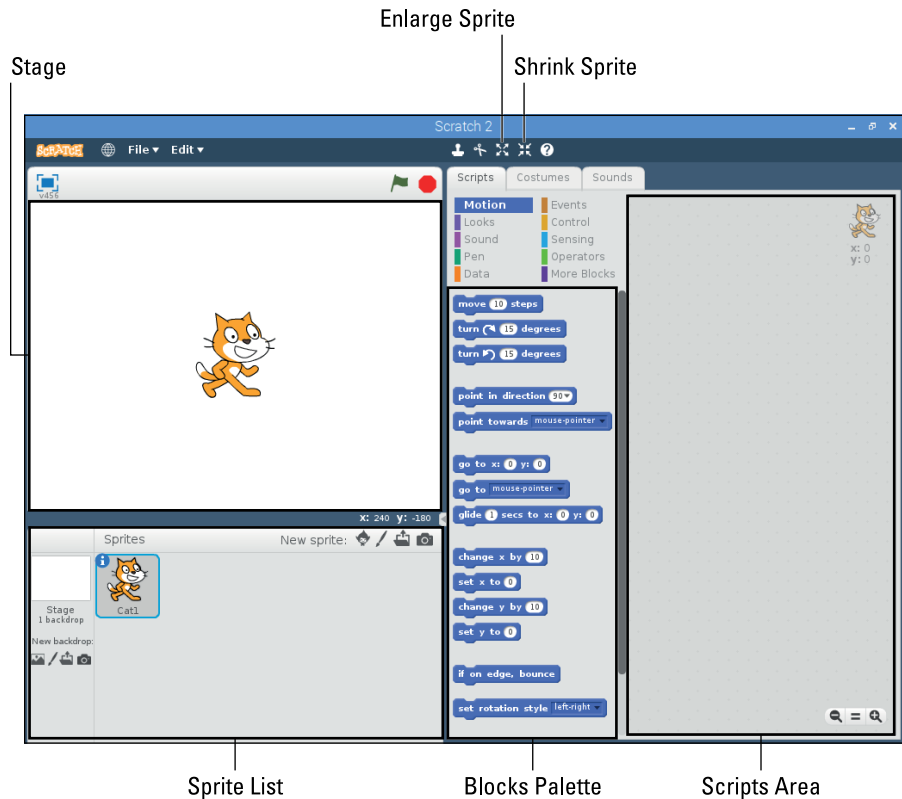 Enlarge Sprite
Stage
Shrink Sprite
Scratch 2
SCRATCH
File
Edit
v456
Scripts
Costumes
Sounds
Motion
Events
Looks
Control
Sound
Sensing
Pen
Operators
Data
More Blocks
x: 0
y: 0
move 10 steps
turn 15 degrees
turn 15 degrees
point in direction 90
point towards mouse-pointer
go to x: 0 y: 0
go to mouse-pointer
glide 1 secs to x: 0 y: 0
change x by 10
set x to 0
change y by 10
set y to 0
if on edge, bounce
set rotation style left-right
X: 240 Y: -180
Sprites
New sprite:
Cat1
Stage
1 backdrop
New backdrop:
Sprite List
Blocks Palette
Scripts Area